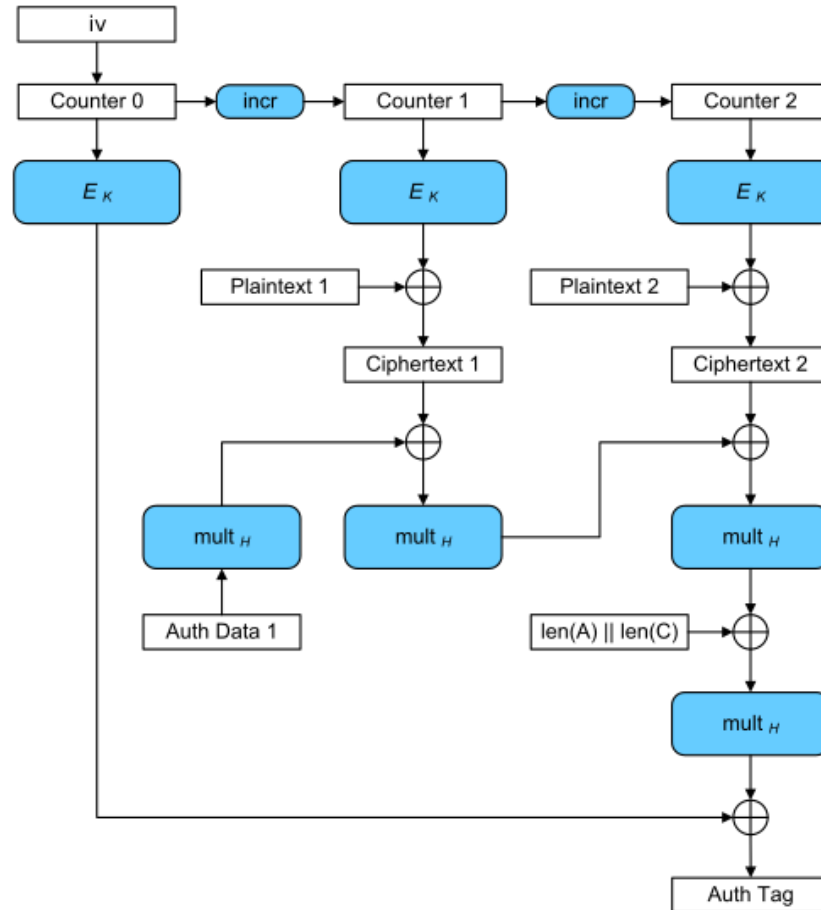 iv
Counter 0
incr
Counter 1
incr
Counter 2
E K
E K
E K
Plaintext 1
Plaintext 2
Ciphertext 1
Ciphertext 2
mult H
mult H
mult H
Auth Data 1
len(A) || len(C)
mult H
Auth Tag